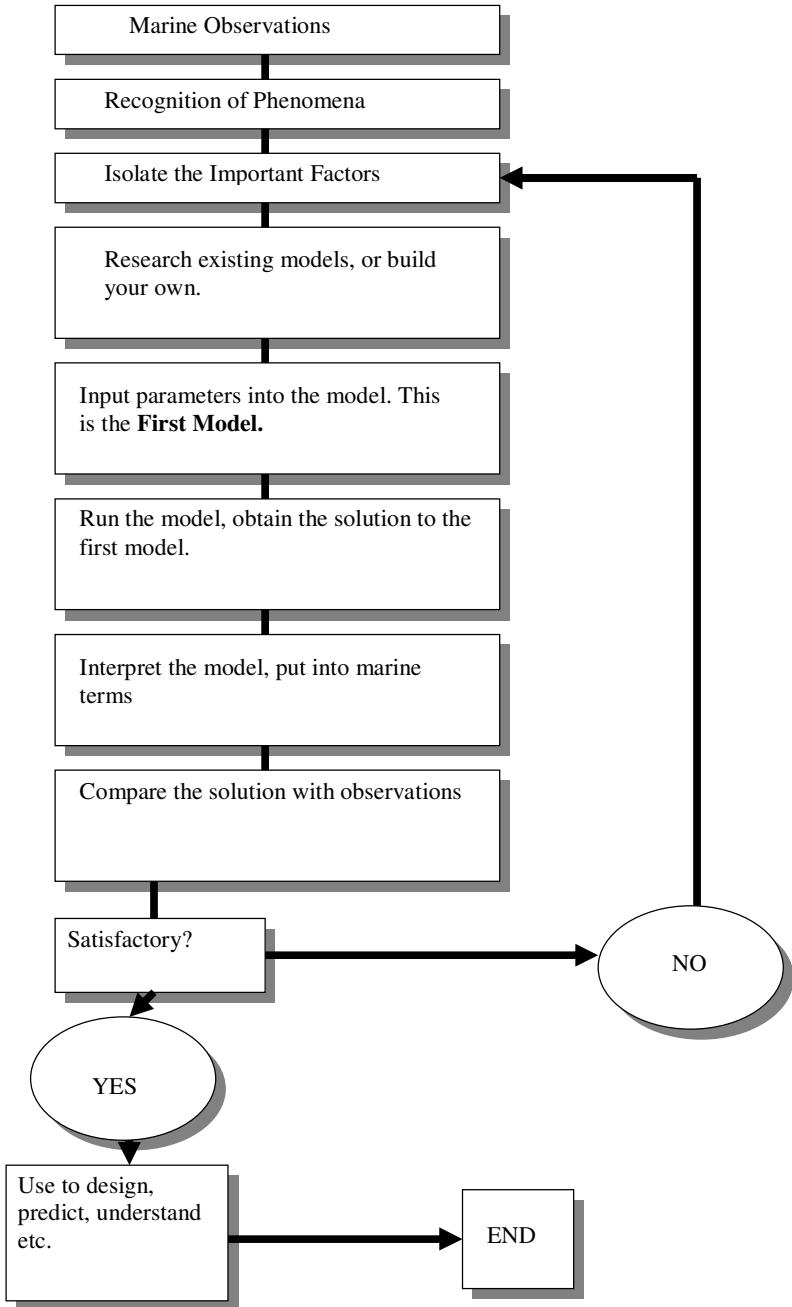 Marine Observations
Recognition of Phenomena
Isolate the Important Factors
Research existing models, or build
your own.
Input parameters into the model. This
is the First Model.
Run the model, obtain the solution to the
first model.
Interpret the model, put into marine
terms
Compare the solution with observations
Satisfactory?
NO
YES
Use to design,
predict, understand
etc.
END